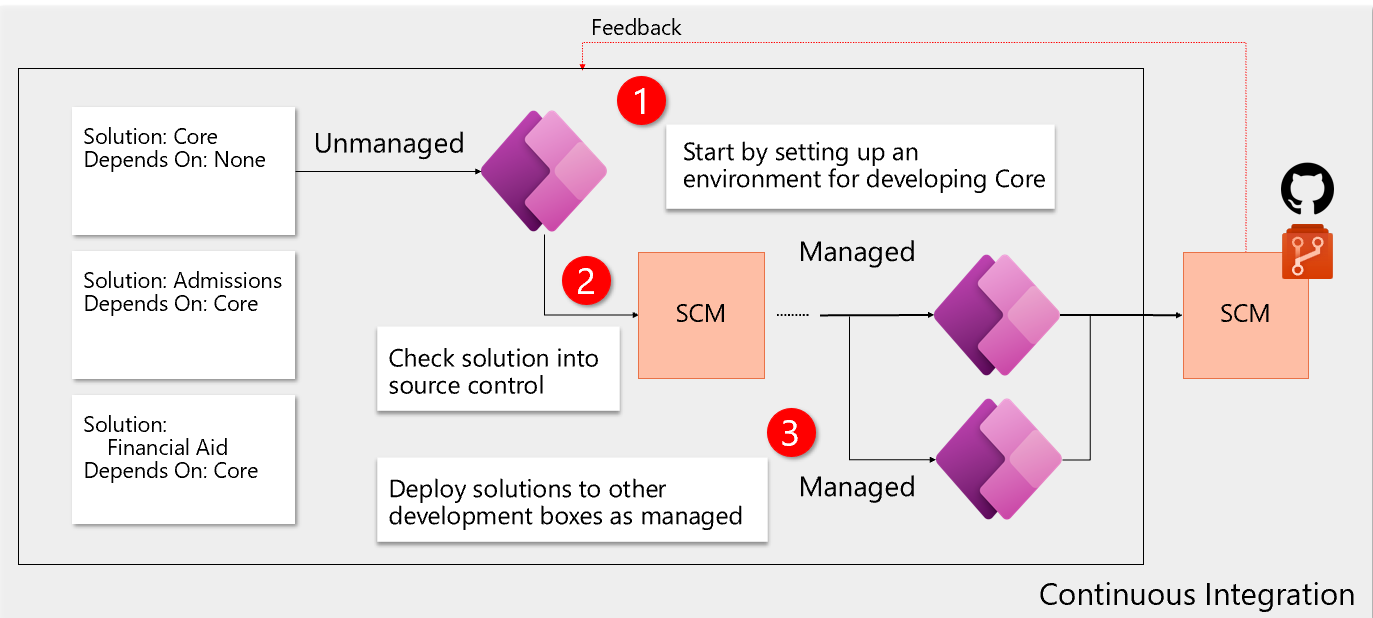 Feedback
1
Solution: Core
Depends On: None
Unmanaged
Start by setting up an
environment for developing Core
Solution: Admissions
Depends On: Core
2
SCM
Managed
SCM
Check solution into
source control
Solution:
Financial Aid
Depends On: Core
3
Managed
Deploy solutions to other
development boxes as managed
Continuous Integration